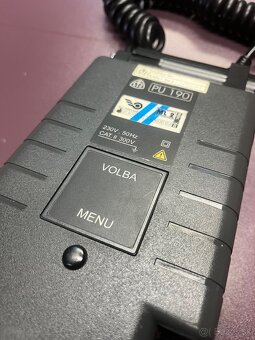 PU 190
230V 50Hz
CAT II 300V
VOLBA
MENU